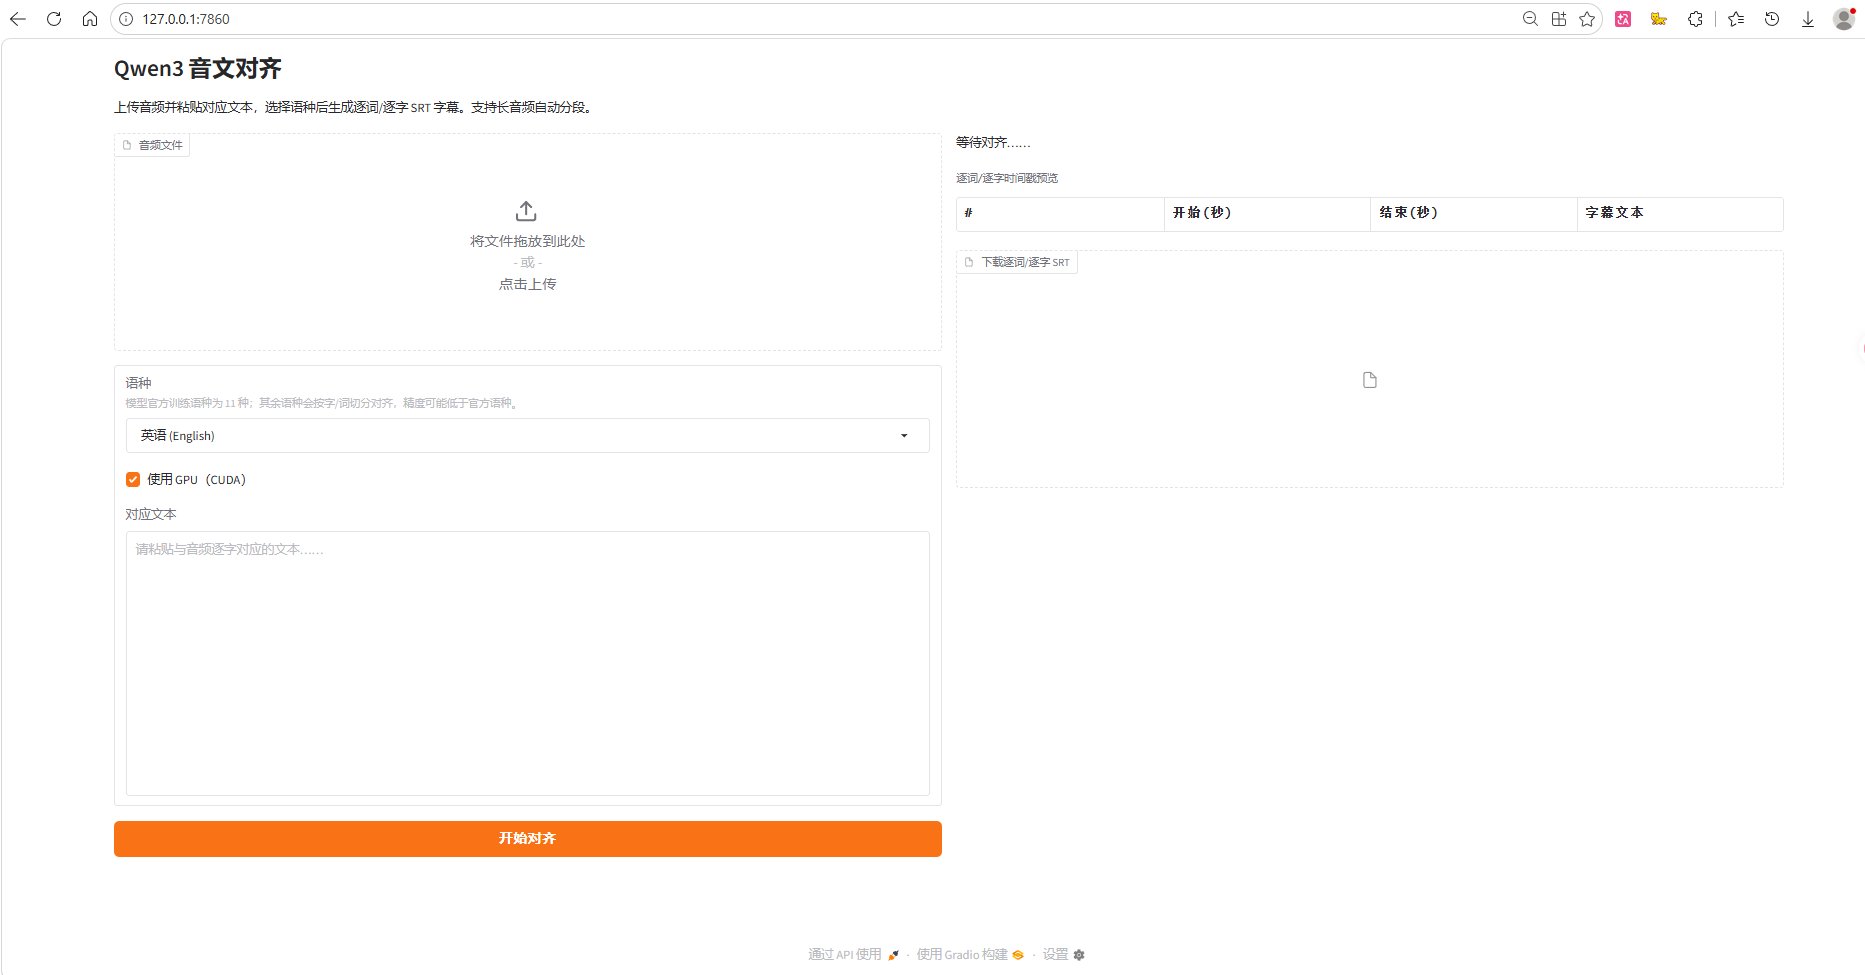 127.0.0.1:7860
Qwen3 音文对齐
上传音频并粘贴对应文本，选择语种后生成逐词/逐字 SRT 字幕。支持长音频自动分段。
音频文件
将文件拖放到此处
- 或 -
点击上传
语种
模型官方训练语种为 11 种；其余语种会按字/词切分对齐，精度可能低于官方语种。
英语 (English)
使用 GPU（CUDA）
对应文本
请粘贴与音频逐字对应的文本……
开始对齐
等待对齐……
逐词/逐字时间戳预览
# 开始(秒) 结束(秒) 字幕文本
下载逐词/逐字 SRT
通过 API 使用 · 使用 Gradio 构建 · 设置